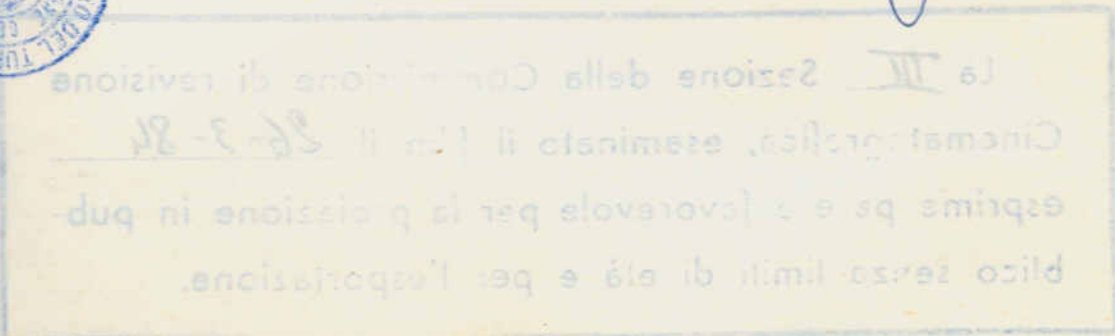 La III Sezione della Commissione di revisione
Cinematografica, esaminato il film il 26-3-84
esprime parere favorevole per la proiezione in pub-
blico senza limiti di età e per l'esportazione.